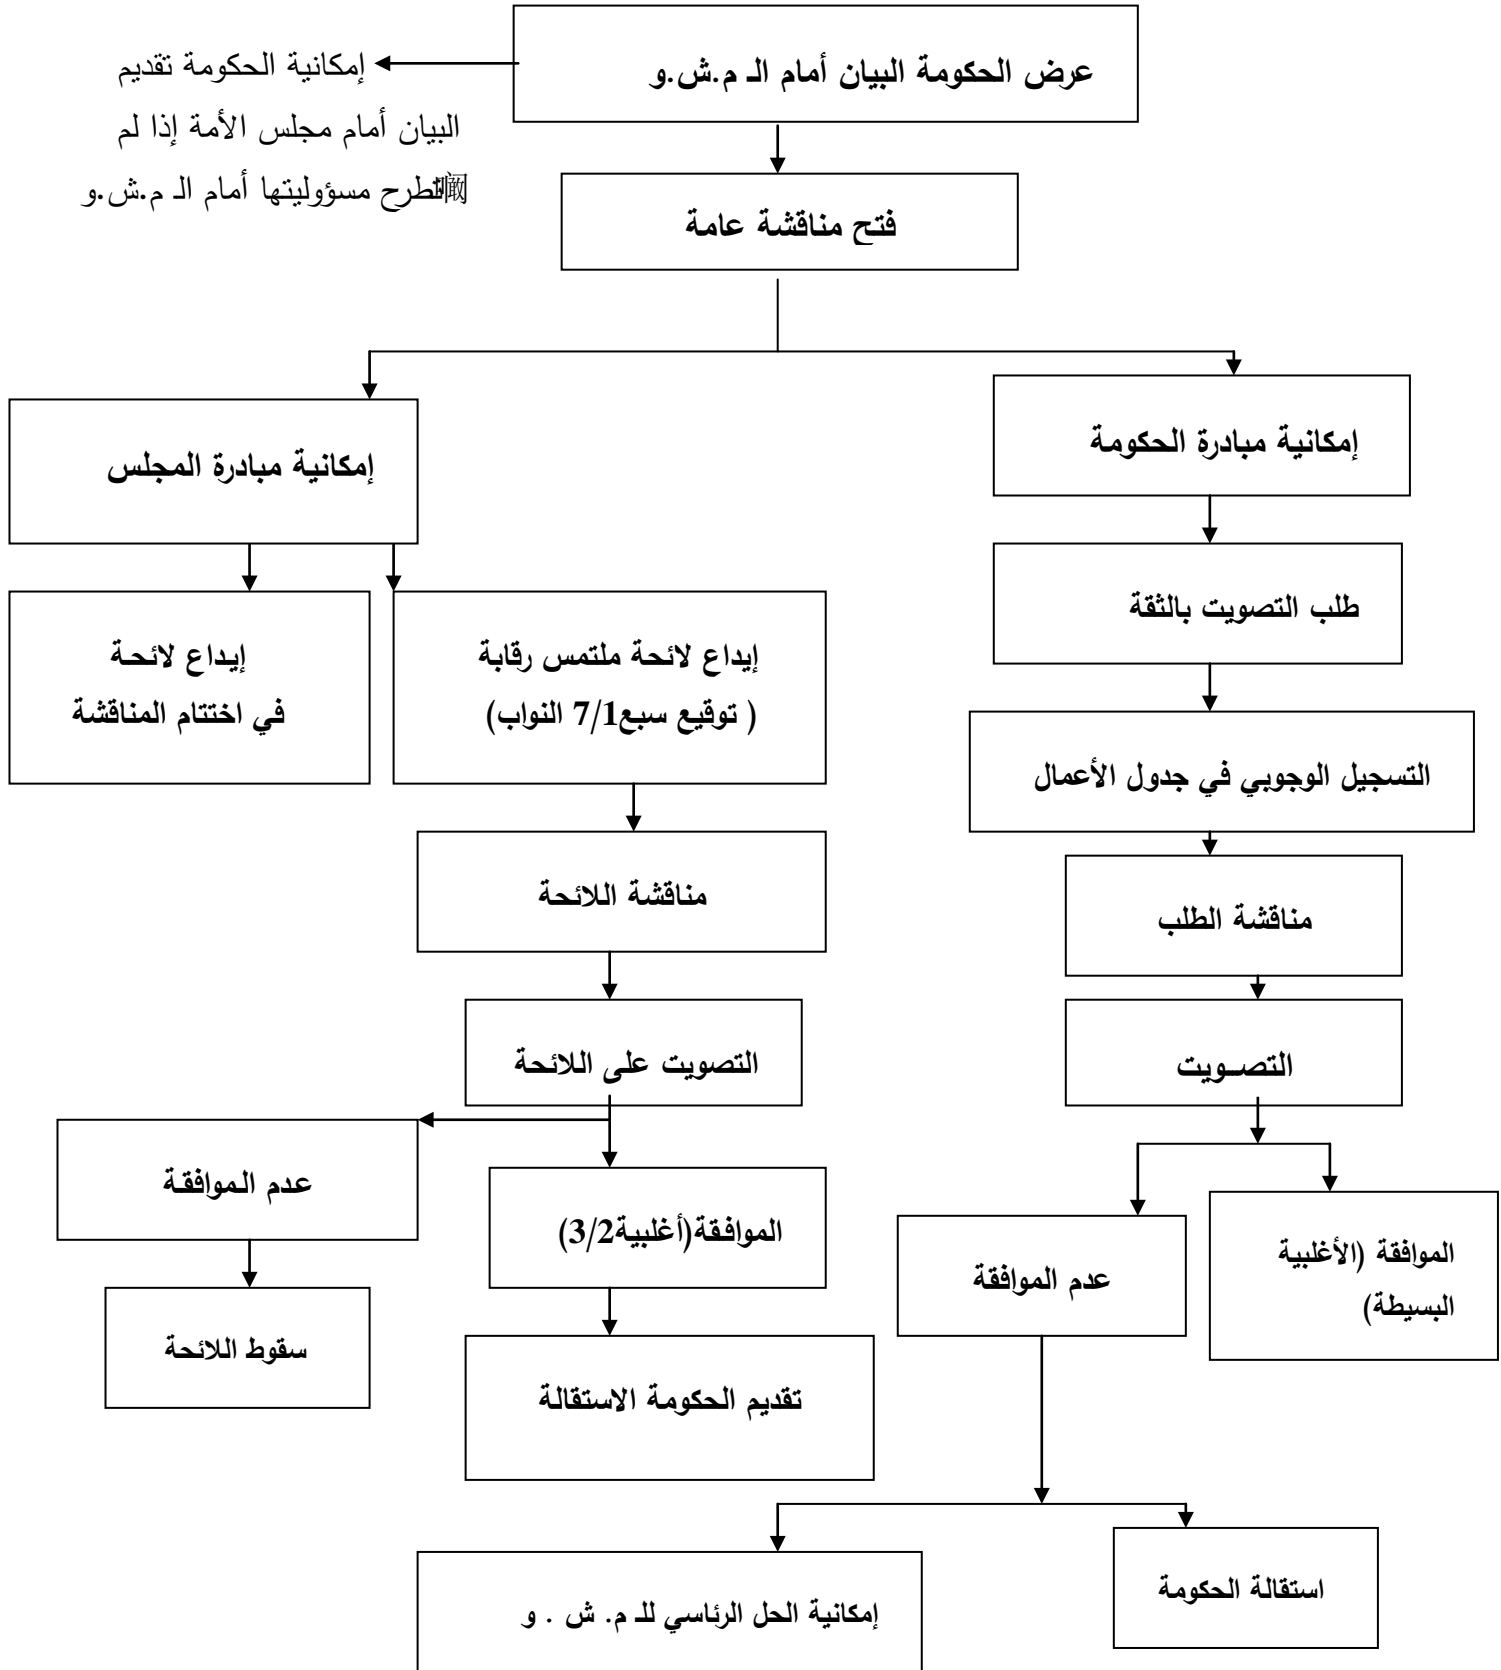 عرض الحكومة البيان أمام الـ م.ش.و
إمكانية الحكومة تقديم
البيان أمام مجلس الأمة إذا لم
مسؤوليتها أمام الـ م.ش.و
فتح مناقشة عامة
إمكانية مبادرة الحكومة
إمكانية مبادرة المجلس
طلب التصويت بالثقة
إيداع لائحة ملتمس رقابة
( توقيع سبع7/1 النواب)
إيداع لائحة
في اختتام المناقشة
التسجيل الوجوبي في جدول الأعمال
مناقشة اللائحة
مناقشة الطلب
التصويت على اللائحة
التصـويت
عدم الموافقة
الموافقة(أغلبية3/2)
الموافقة (الأغلبية
البسيطة)
عدم الموافقة
سقوط اللائحة
تقديم الحكومة الاستقالة
استقالة الحكومة
إمكانية الحل الرئاسي للـ م. ش . و